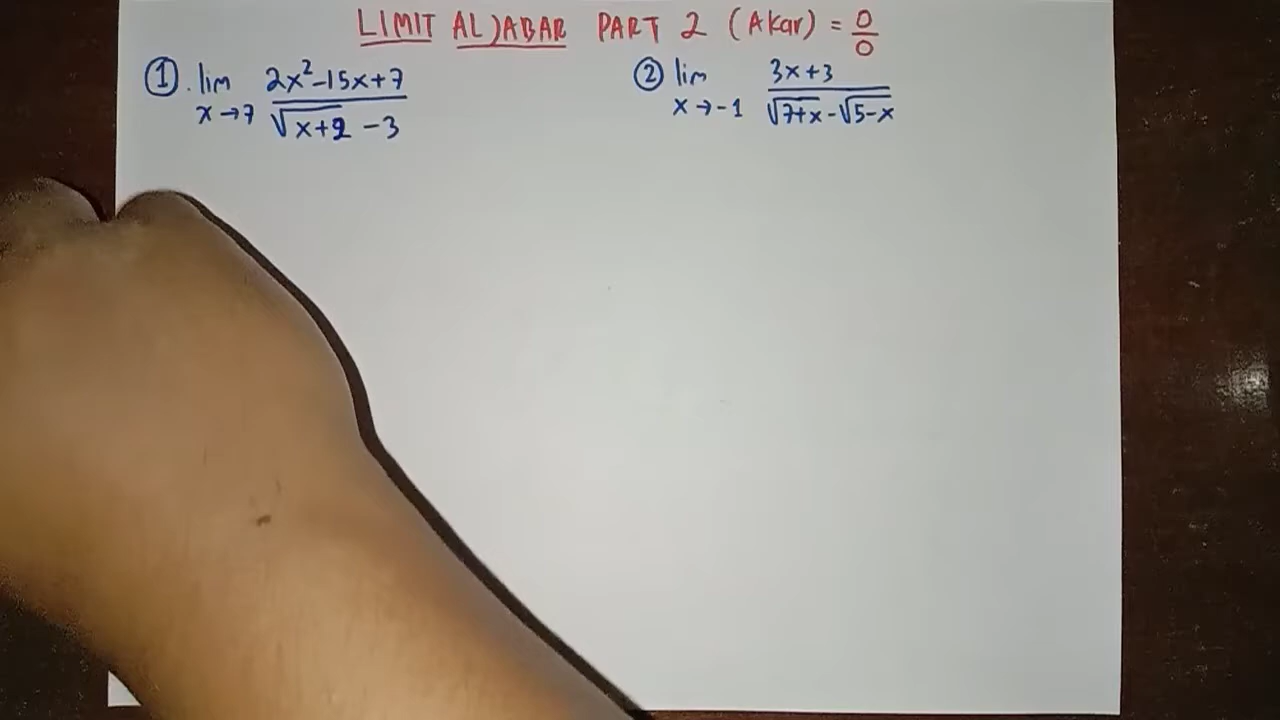 LIMIT ALJABAR PART 2 (Akar) = 0/0
① . lim x→7 (2x²-15x+7)/(√(x+2) - 3)
② lim x→-1 (3x+3)/(√(7+x) - √(5-x))